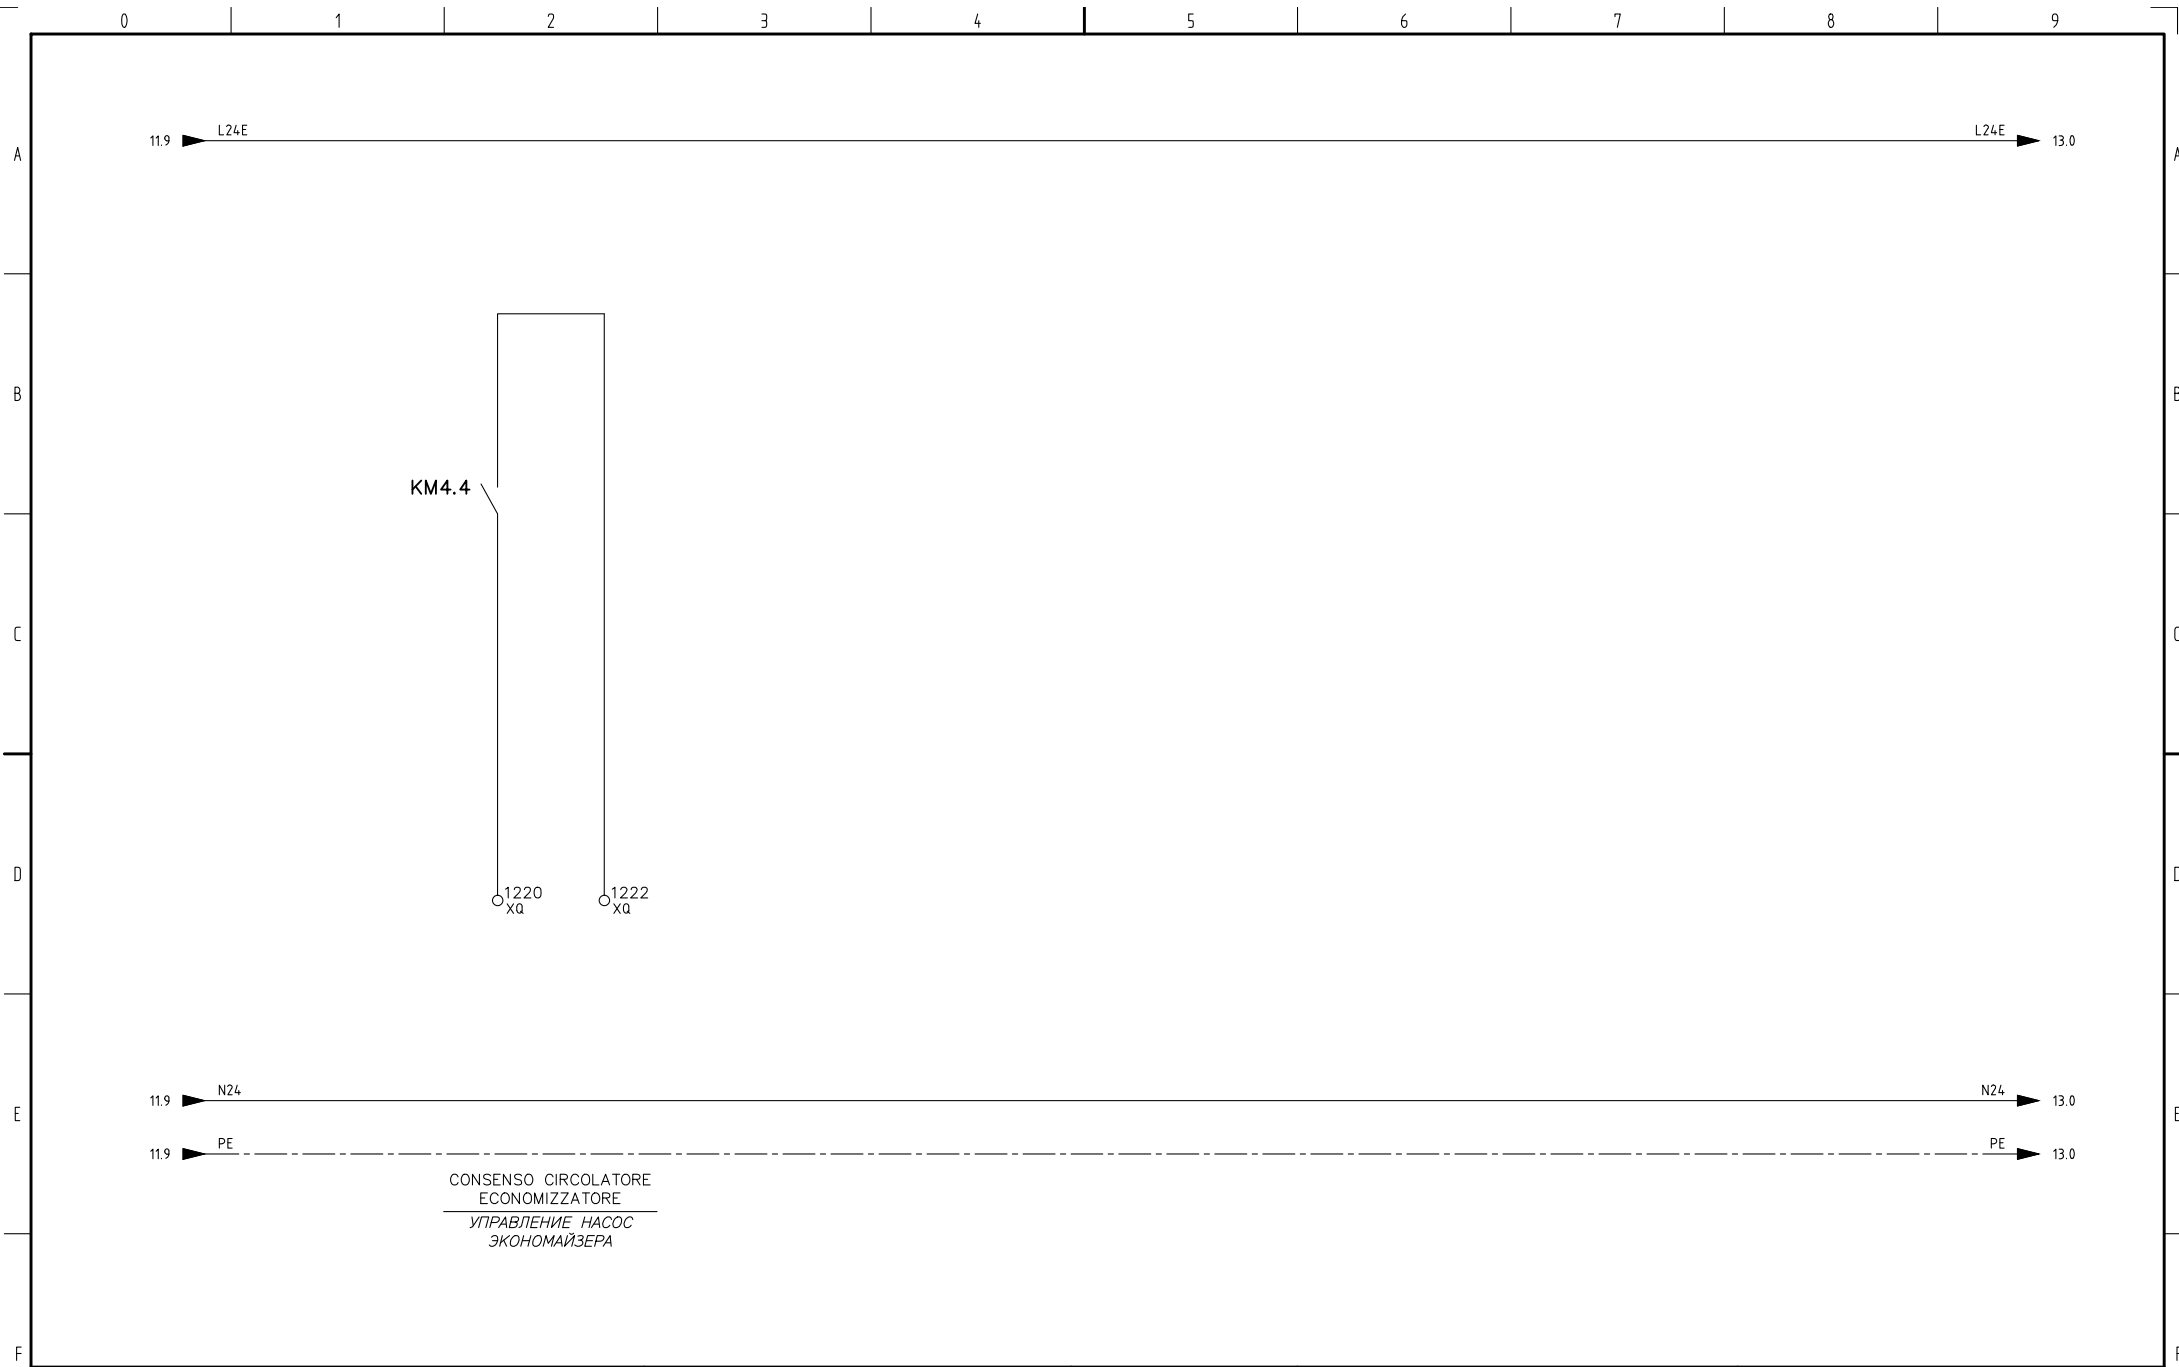 0 1 2 3 4 5 6 7 8 9
L24E L24E
11.9 13.0
A A
B B
KM4.4
C C
D D
1220 1222
XQ XQ
N24 N24
11.9 13.0
E E
PE PE
11.9 13.0
CONSENSO CIRCOLATORE
ECONOMIZZATORE
УПРАВЛЕНИЕ НАСОС
ЭКОНОМАЙЗЕРА
F F